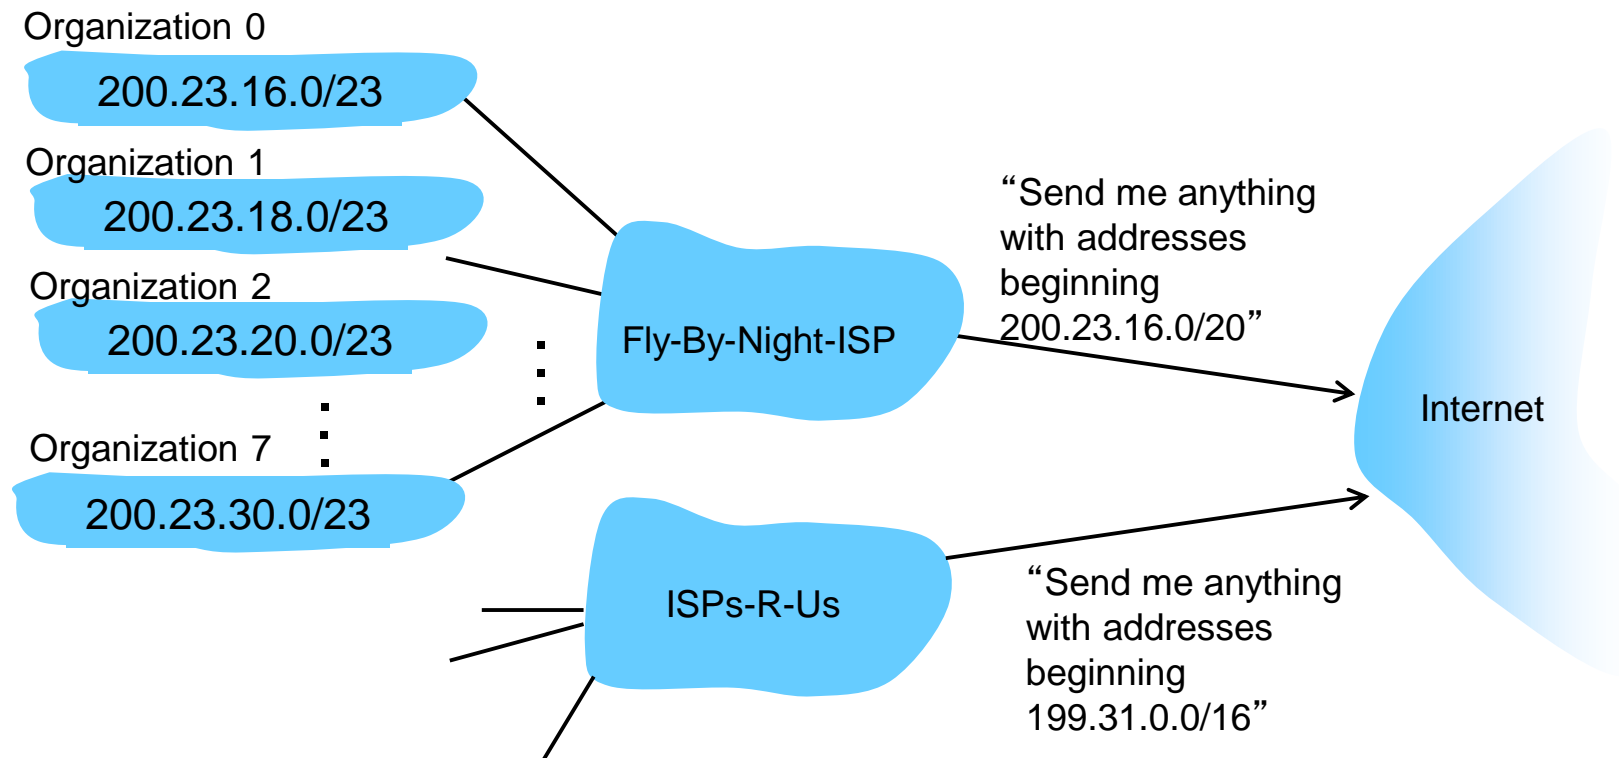 Organization 0
200.23.16.0/23
Organization 1
200.23.18.0/23
Organization 2
200.23.20.0/23
Organization 7
200.23.30.0/23
Fly-By-Night-ISP
“Send me anything
with addresses
beginning
200.23.16.0/20”
Internet
ISPs-R-Us
“Send me anything
with addresses
beginning
199.31.0.0/16”